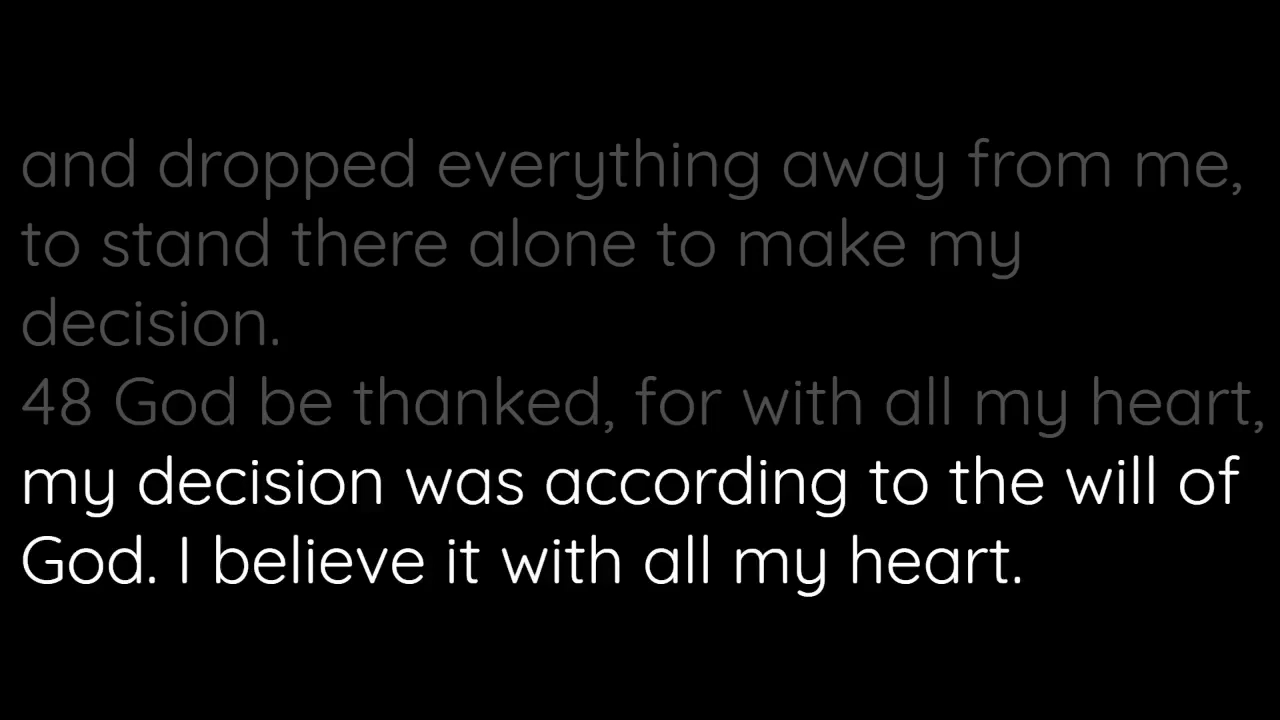 and dropped everything away from me,
to stand there alone to make my
decision.
48 God be thanked, for with all my heart,
my decision was according to the will of
God. I believe it with all my heart.